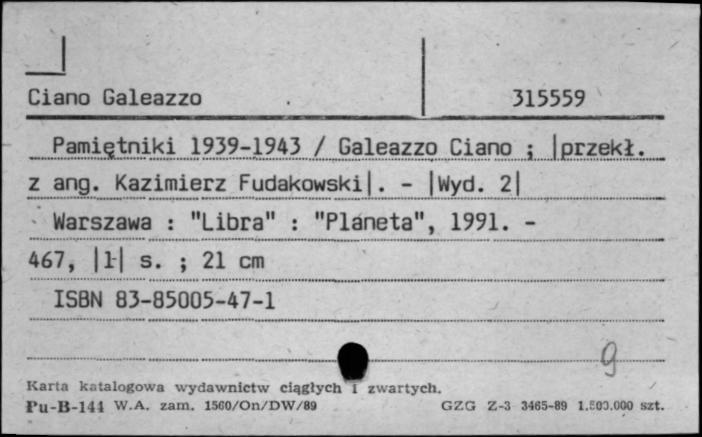 Ciano Galeazzo 315559
Pamiętniki 1939-1943 / Galeazzo Ciano ; |przekł.
z ang. Kazimierz Fudakowski|. - |Wyd. 2|
Warszawa : "Libra" : "Planeta", 1991. -
467, |1| s. ; 21 cm
ISBN 83-85005-47-1
g
Karta katalogowa wydawnictw ciągłych i zwartych.
Pu-B-144 W.A. zam. 1560/On/DW/89 GZG Z-3 3465-89 1.500.000 szt.